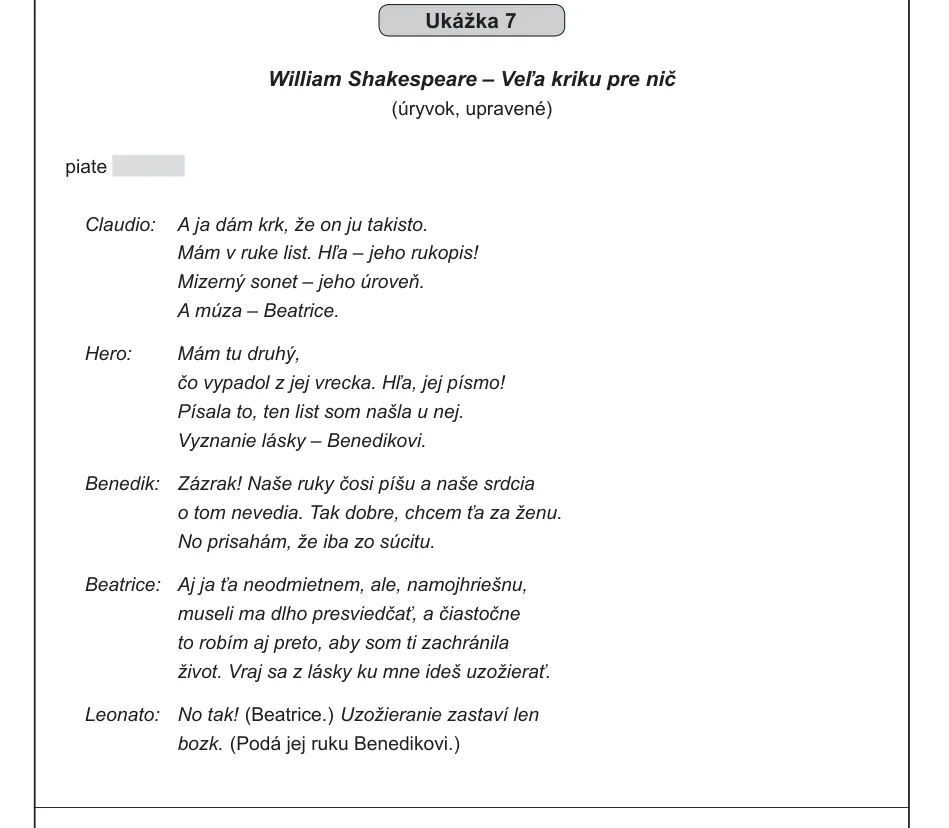 Ukážka 7
William Shakespeare – Veľa kriku pre nič
(úryvok, upravené)
piate
Claudio: A ja dám krk, že on ju takisto.
Mám v ruke list. Hľa – jeho rukopis!
Mizerný sonet – jeho úroveň.
A múza – Beatrice.
Hero: Mám tu druhý,
čo vypadol z jej vrecka. Hľa, jej písmo!
Písala to, ten list som našla u nej.
Vyznanie lásky – Benedikovi.
Benedik: Zázrak! Naše ruky čosi píšu a naše srdcia
o tom nevedia. Tak dobre, chcem ťa za ženu.
No prisahám, že iba zo súcitu.
Beatrice: Aj ja ťa neodmietnem, ale, namojhriešnu,
museli ma dlho presviedčať, a čiastočne
to robím aj preto, aby som ti zachránila
život. Vraj sa z lásky ku mne ideš uzožierať.
Leonato: No tak! (Beatrice.) Uzožieranie zastaví len
bozk. (Podá jej ruku Benedikovi.)